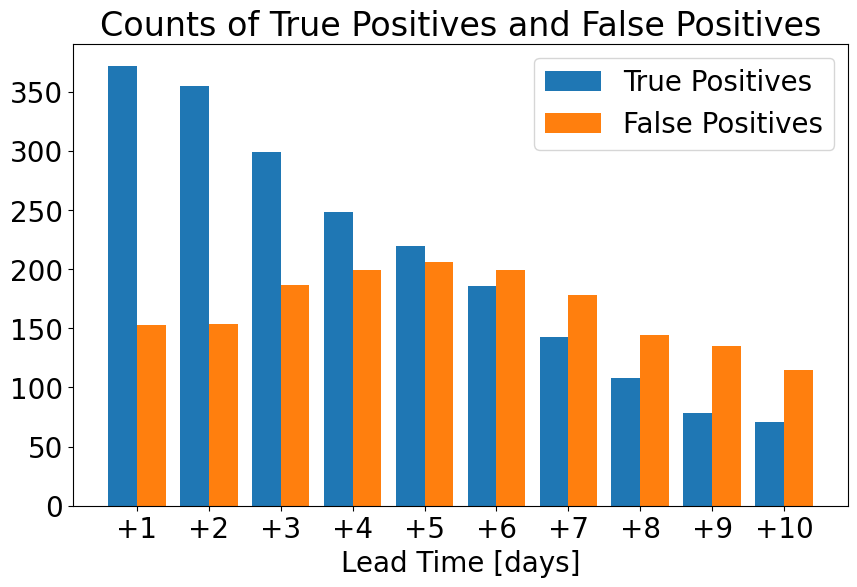 Counts of True Positives and False Positives
True Positives
False Positives
350
300
250
200
150
100
50
0
+1 +2 +3 +4 +5 +6 +7 +8 +9 +10
Lead Time [days]